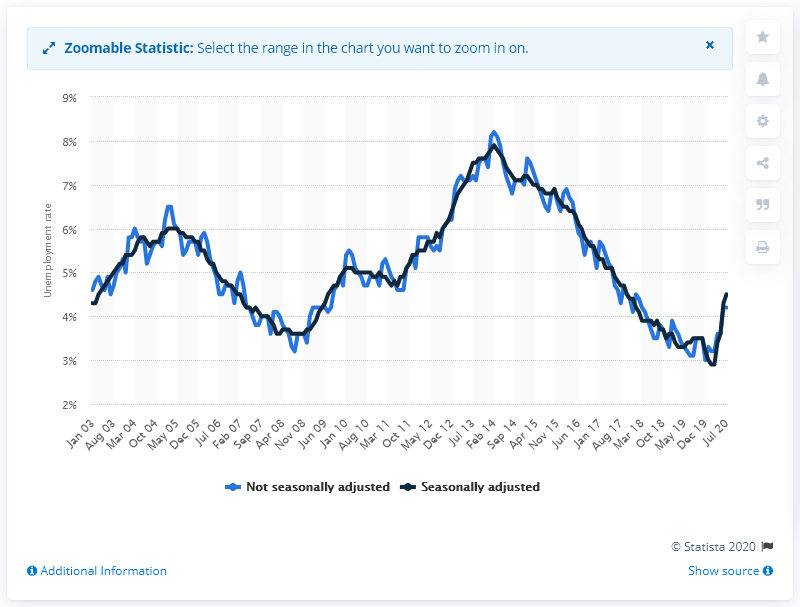 Zoomable Statistic: Select the range in the chart you want to zoom in on. ×
9%
8%
7%
6%
5%
4%
3%
2%
Unemployment rate
Jan 03
Aug 03
Mar 04
Oct 04
May 05
Dec 05
Jul 06
Feb 07
Sep 07
Apr 08
Nov 08
Jun 09
Jan 10
Aug 10
Mar 11
Oct 11
May 12
Dec 12
Jul 13
Feb 14
Sep 14
Apr 15
Nov 15
Jun 16
Jan 17
Aug 17
Mar 18
Oct 18
May 19
Dec 19
Jul 20
Not seasonally adjusted Seasonally adjusted
© Statista 2020
Additional Information Show source